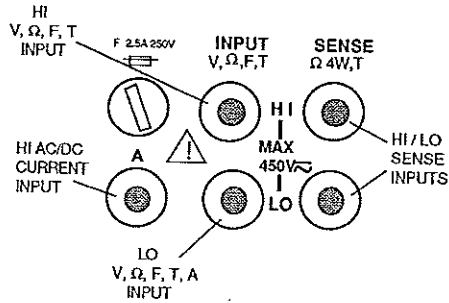 HI
V, Ω, F, T
INPUT
F 2.5A 250V
INPUT
V, Ω, F, T
SENSE
Ω 4W, T
HI
MAX
450V
LO
HI AC/DC
CURRENT
INPUT
A
!
HI / LO
SENSE
INPUTS
LO
V, Ω, F, T, A
INPUT